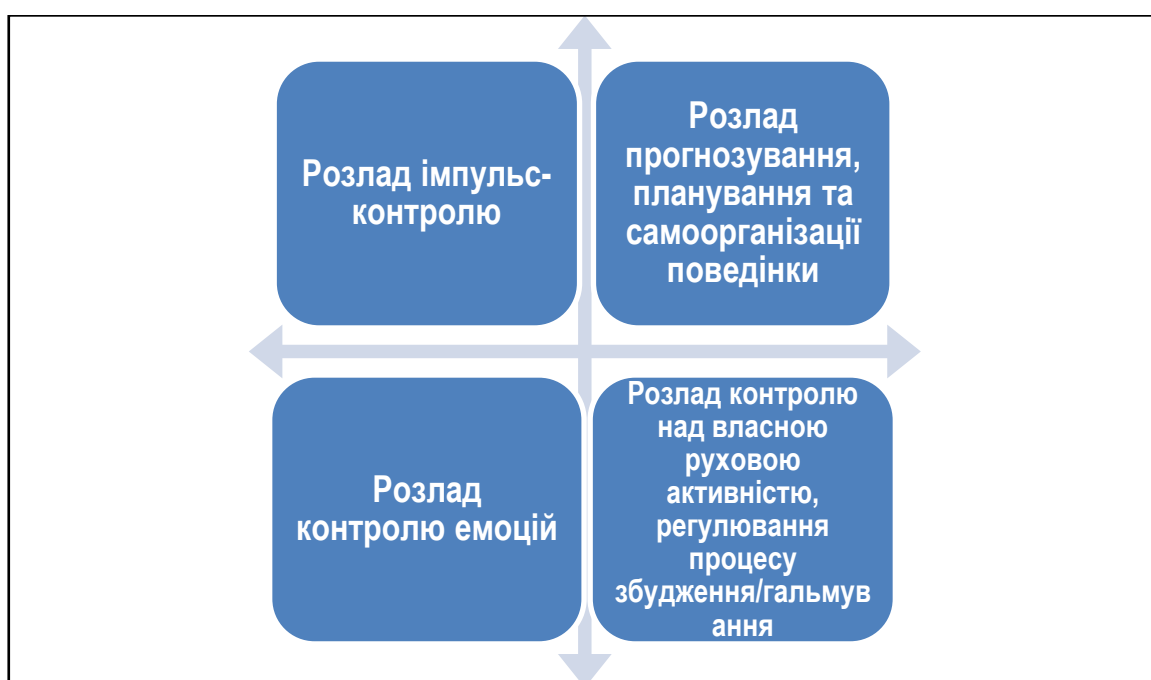 Розлад імпульс-
контролю
Розлад
прогнозування,
планування та
самоорганізації
поведінки
Розлад
контролю емоцій
Розлад контролю
над власною
руховою
активністю,
регулювання
процесу
збудження/гальмув
ання